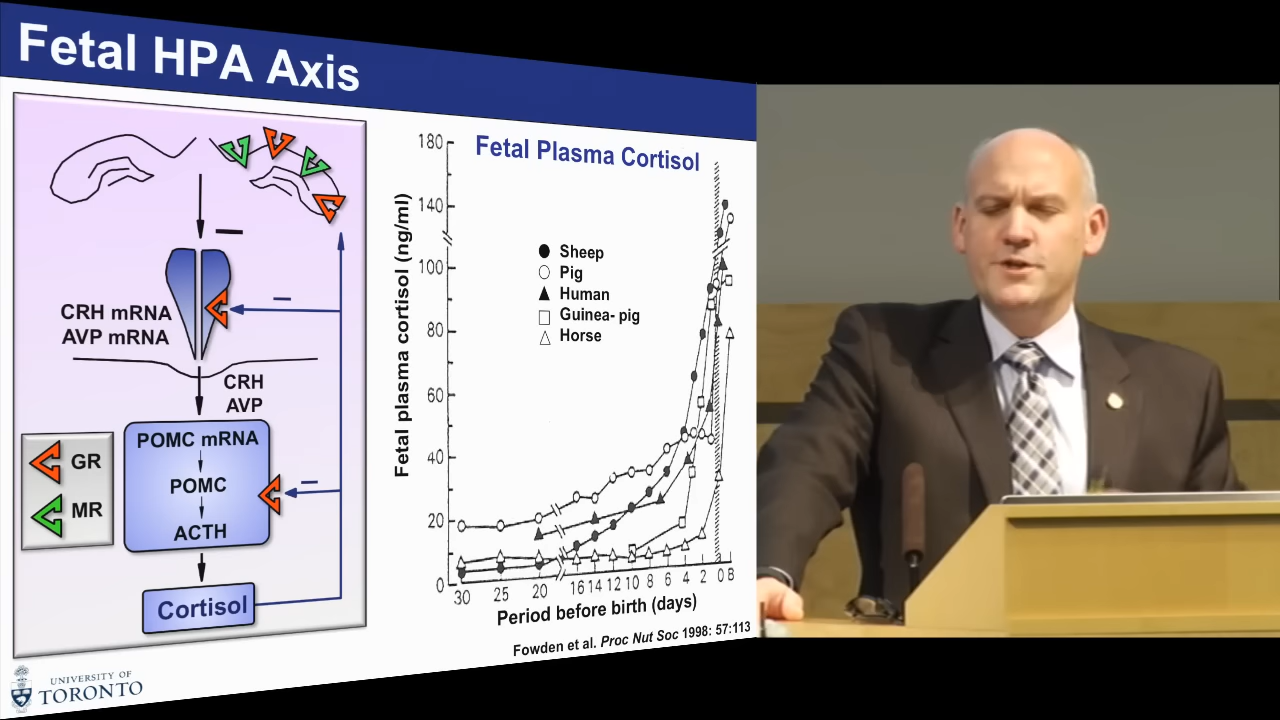 Fetal HPA Axis
CRH mRNA
AVP mRNA
CRH
AVP
POMC mRNA
POMC
ACTH
GR
MR
Cortisol
UNIVERSITY OF
TORONTO
Fetal Plasma Cortisol
Fetal plasma cortisol (ng/ml)
180
140
100
80
60
40
20
0
Sheep
Pig
Human
Guinea- pig
Horse
30 25 20 16 14 12 10 8 6 4 2 0 B
Period before birth (days)
Fowden et al. Proc Nut Soc 1998: 57:113